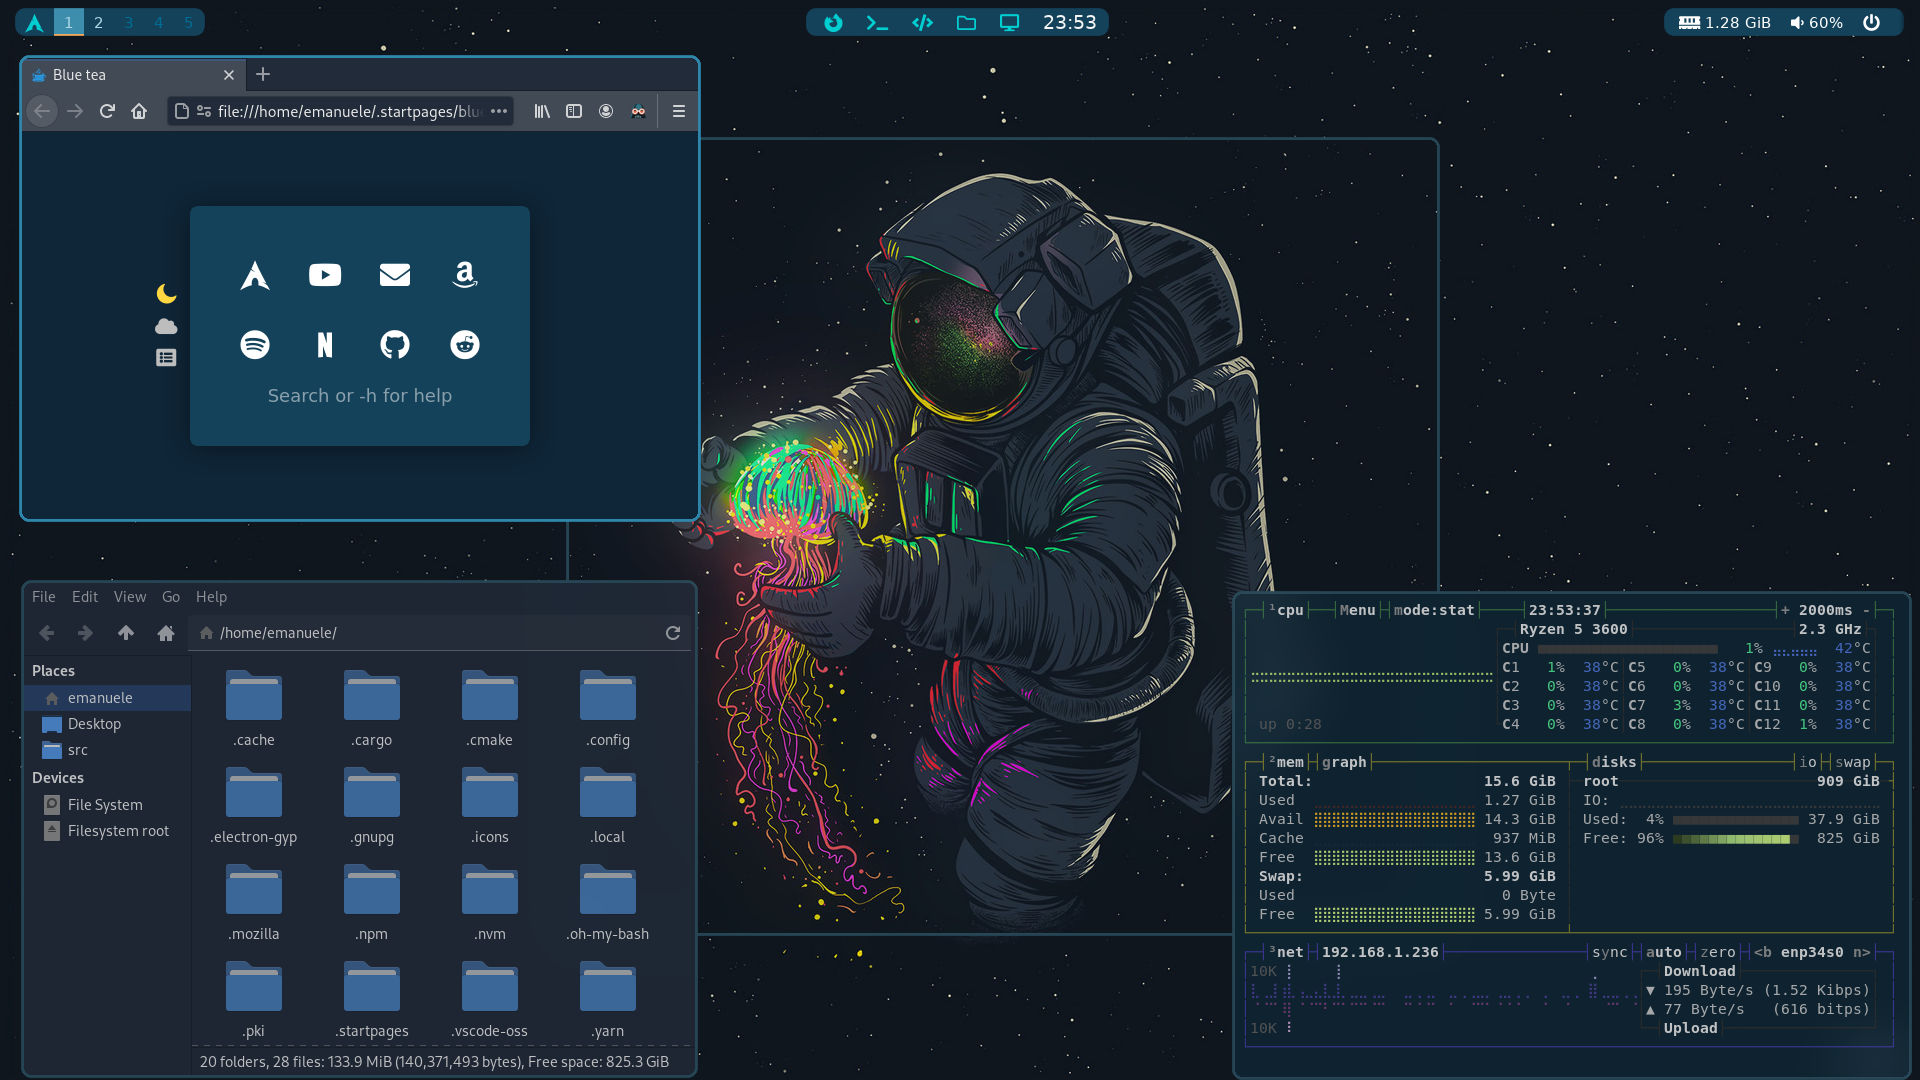 1 2 3 4 5
23:53
1.28 GiB 60%
Blue tea
file:///home/emanuele/.startpages/blu
Search or -h for help
File Edit View Go Help
/home/emanuele/
Places
emanuele
Desktop
src
Devices
File System
Filesystem root
.cache .cargo .cmake .config
.electron-gyp .gnupg .icons .local
.mozilla .npm .nvm .oh-my-bash
.pki .startpages .vscode-oss .yarn
20 folders, 28 files: 133.9 MiB (140,371,493 bytes), Free space: 825.3 GiB
¹cpu Menu mode:stat 23:53:37 + 2000ms -
Ryzen 5 3600 2.3 GHz
CPU 1% 42°C
C1 1% 38°C C5 0% 38°C C9 0% 38°C
C2 0% 38°C C6 0% 38°C C10 0% 38°C
C3 0% 38°C C7 3% 38°C C11 0% 38°C
up 0:28 C4 0% 38°C C8 0% 38°C C12 1% 38°C
²mem graph disks io swap
Total: 15.6 GiB root 909 GiB
Used 1.27 GiB IO:
Avail 14.3 GiB Used: 4% 37.9 GiB
Cache 937 MiB Free: 96% 825 GiB
Free 13.6 GiB
Swap: 5.99 GiB
Used 0 Byte
Free 5.99 GiB
³net 192.168.1.236 sync auto zero <b enp34s0 n>
10K Download
▼ 195 Byte/s (1.52 Kibps)
▲ 77 Byte/s (616 bitps)
10K Upload